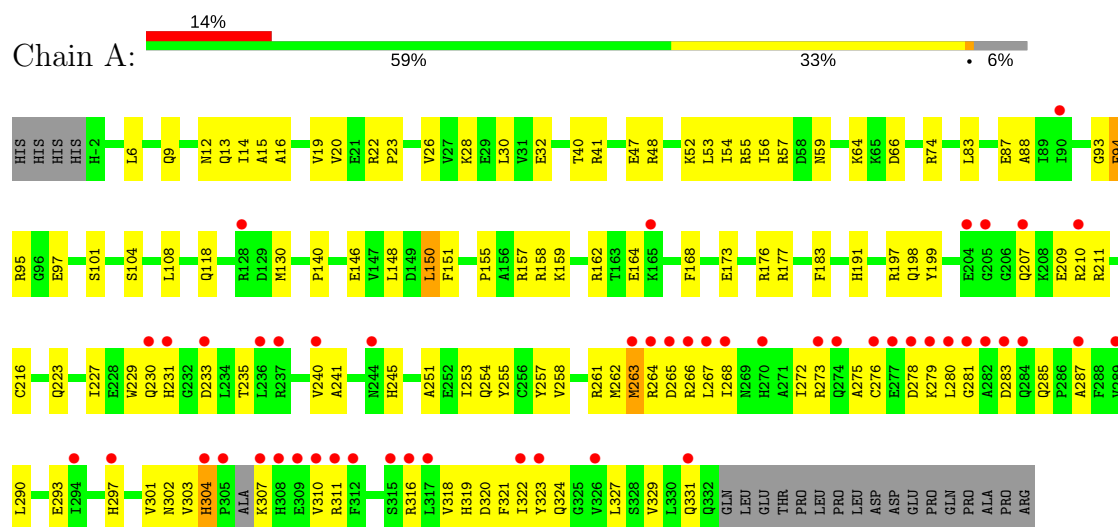 14%
Chain A:
59% 33% • 6%
HIS HIS HIS HIS H-2 L6 Q9 N12 Q13 I14 A15 A16 V19 V20 E21 R22 P23 V26 V27 K28 E29 L30 V31 E32 T40 R41 E47 R48 K52 L53 I54 R55 I56 R57 D58 N59 K64 K65 D66 R74 L83 E87 A88 I89 I90 G93 E94
R95 G96 E97 S101 S104 L108 Q118 R128 D129 M130 P140 E146 V147 L148 D149 L150 F151 P155 A156 R157 R158 K159 R162 T163 E164 K165 F168 E173 R176 R177 F183 H191 R197 Q198 Y199 E204 G205 G206 Q207 K208 E209 R210 R211
C216 Q223 I227 E228 W229 Q230 H231 G232 D233 L234 T235 L236 R237 V240 A241 N244 H245 A251 E252 I253 Q254 Y255 C256 Y257 V258 R261 M262 M263 R264 D265 R266 L267 I268 N269 H270 A271 I272 R273 Q274 A275 C276 E277 D278 K279 L280 G281 A282 D283 Q284 Q285 P286 A287 F288 V289
L290 E293 I294 H297 V301 N302 V303 H304 P305 ALA K307 H308 E309 V310 R311 F312 S315 R316 L317 V318 H319 D320 F321 I322 Y323 Q324 G325 V326 L327 S328 V329 L330 Q331 Q332 GLN LEU GLU THR PRO LEU PRO LEU ASP ASP GLU PRO GLN PRO ALA PRO ARG